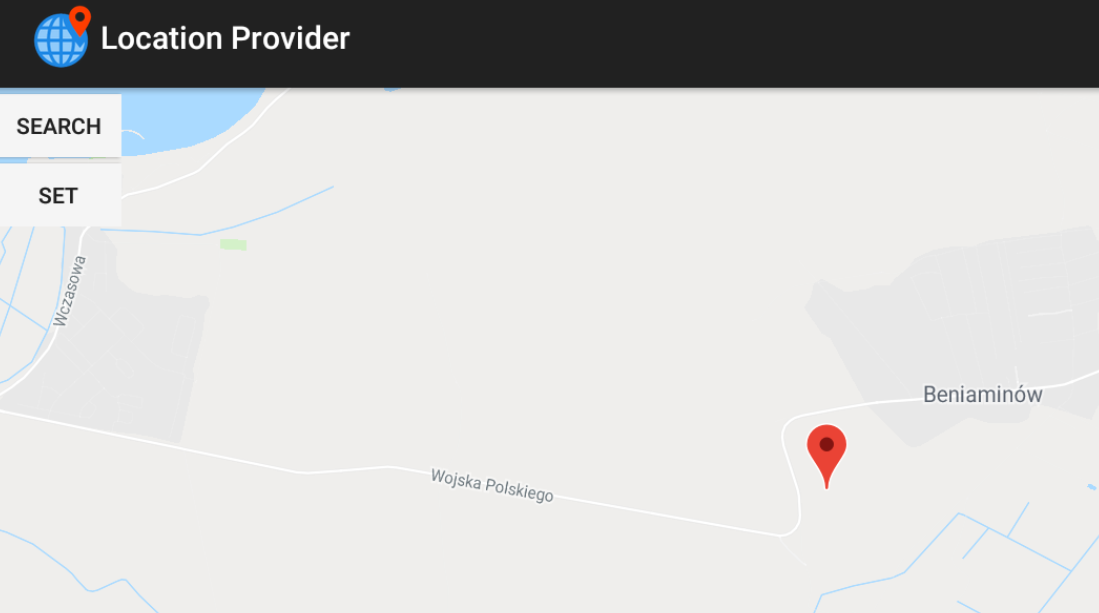 Location Provider
SEARCH
SET
Wczasowa
Beniaminów
Wojska Polskiego